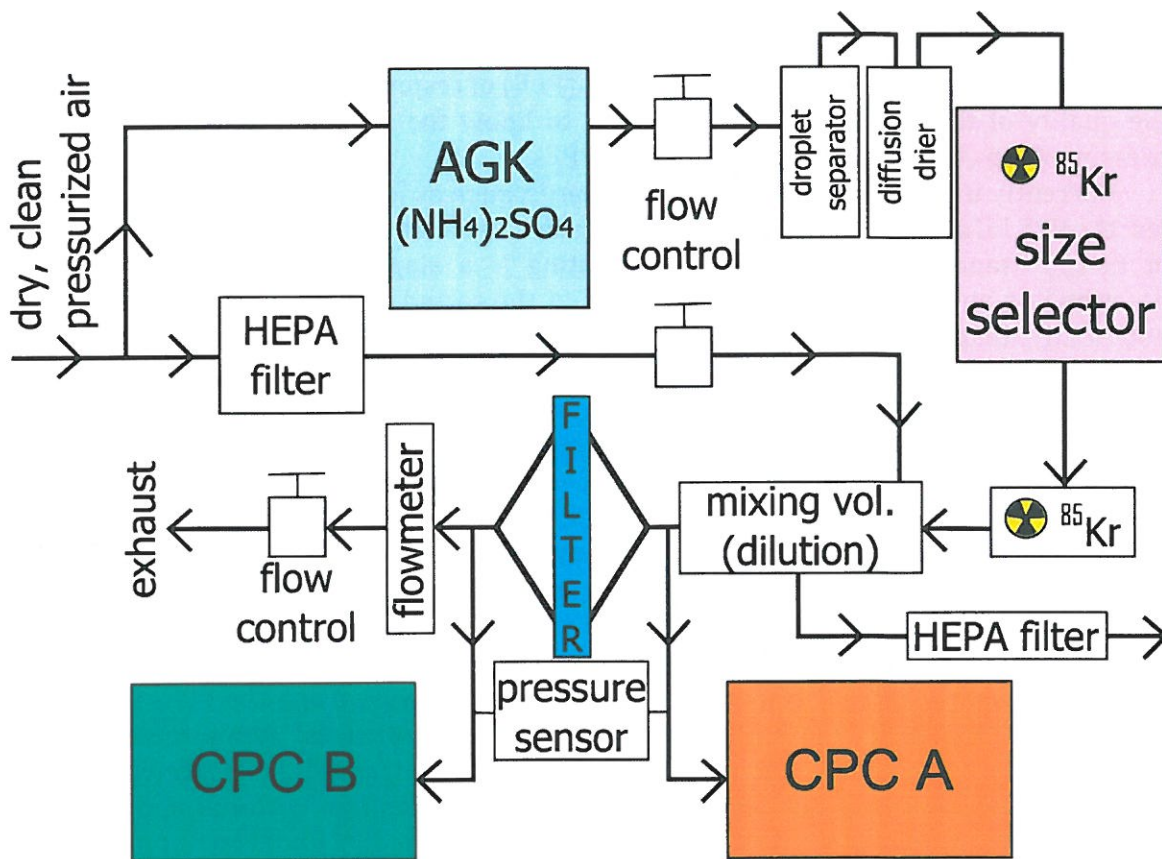 dry, clean
pressurized air
AGK
(NH4)2SO4
flow
control
droplet
separator
diffusion
drier
85Kr
size
selector
HEPA
filter
FILTER
exhaust
flow
control
flowmeter
mixing vol.
(dilution)
85Kr
HEPA filter
pressure
sensor
CPC B
CPC A